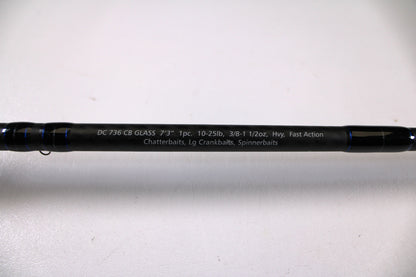 DC 736 CB GLASS 7'3" 1pc. 10-25lb, 3/8-1 1/2oz, Hvy, Fast Action
Chatterbaits, Lg Crankbaits, Spinnerbaits